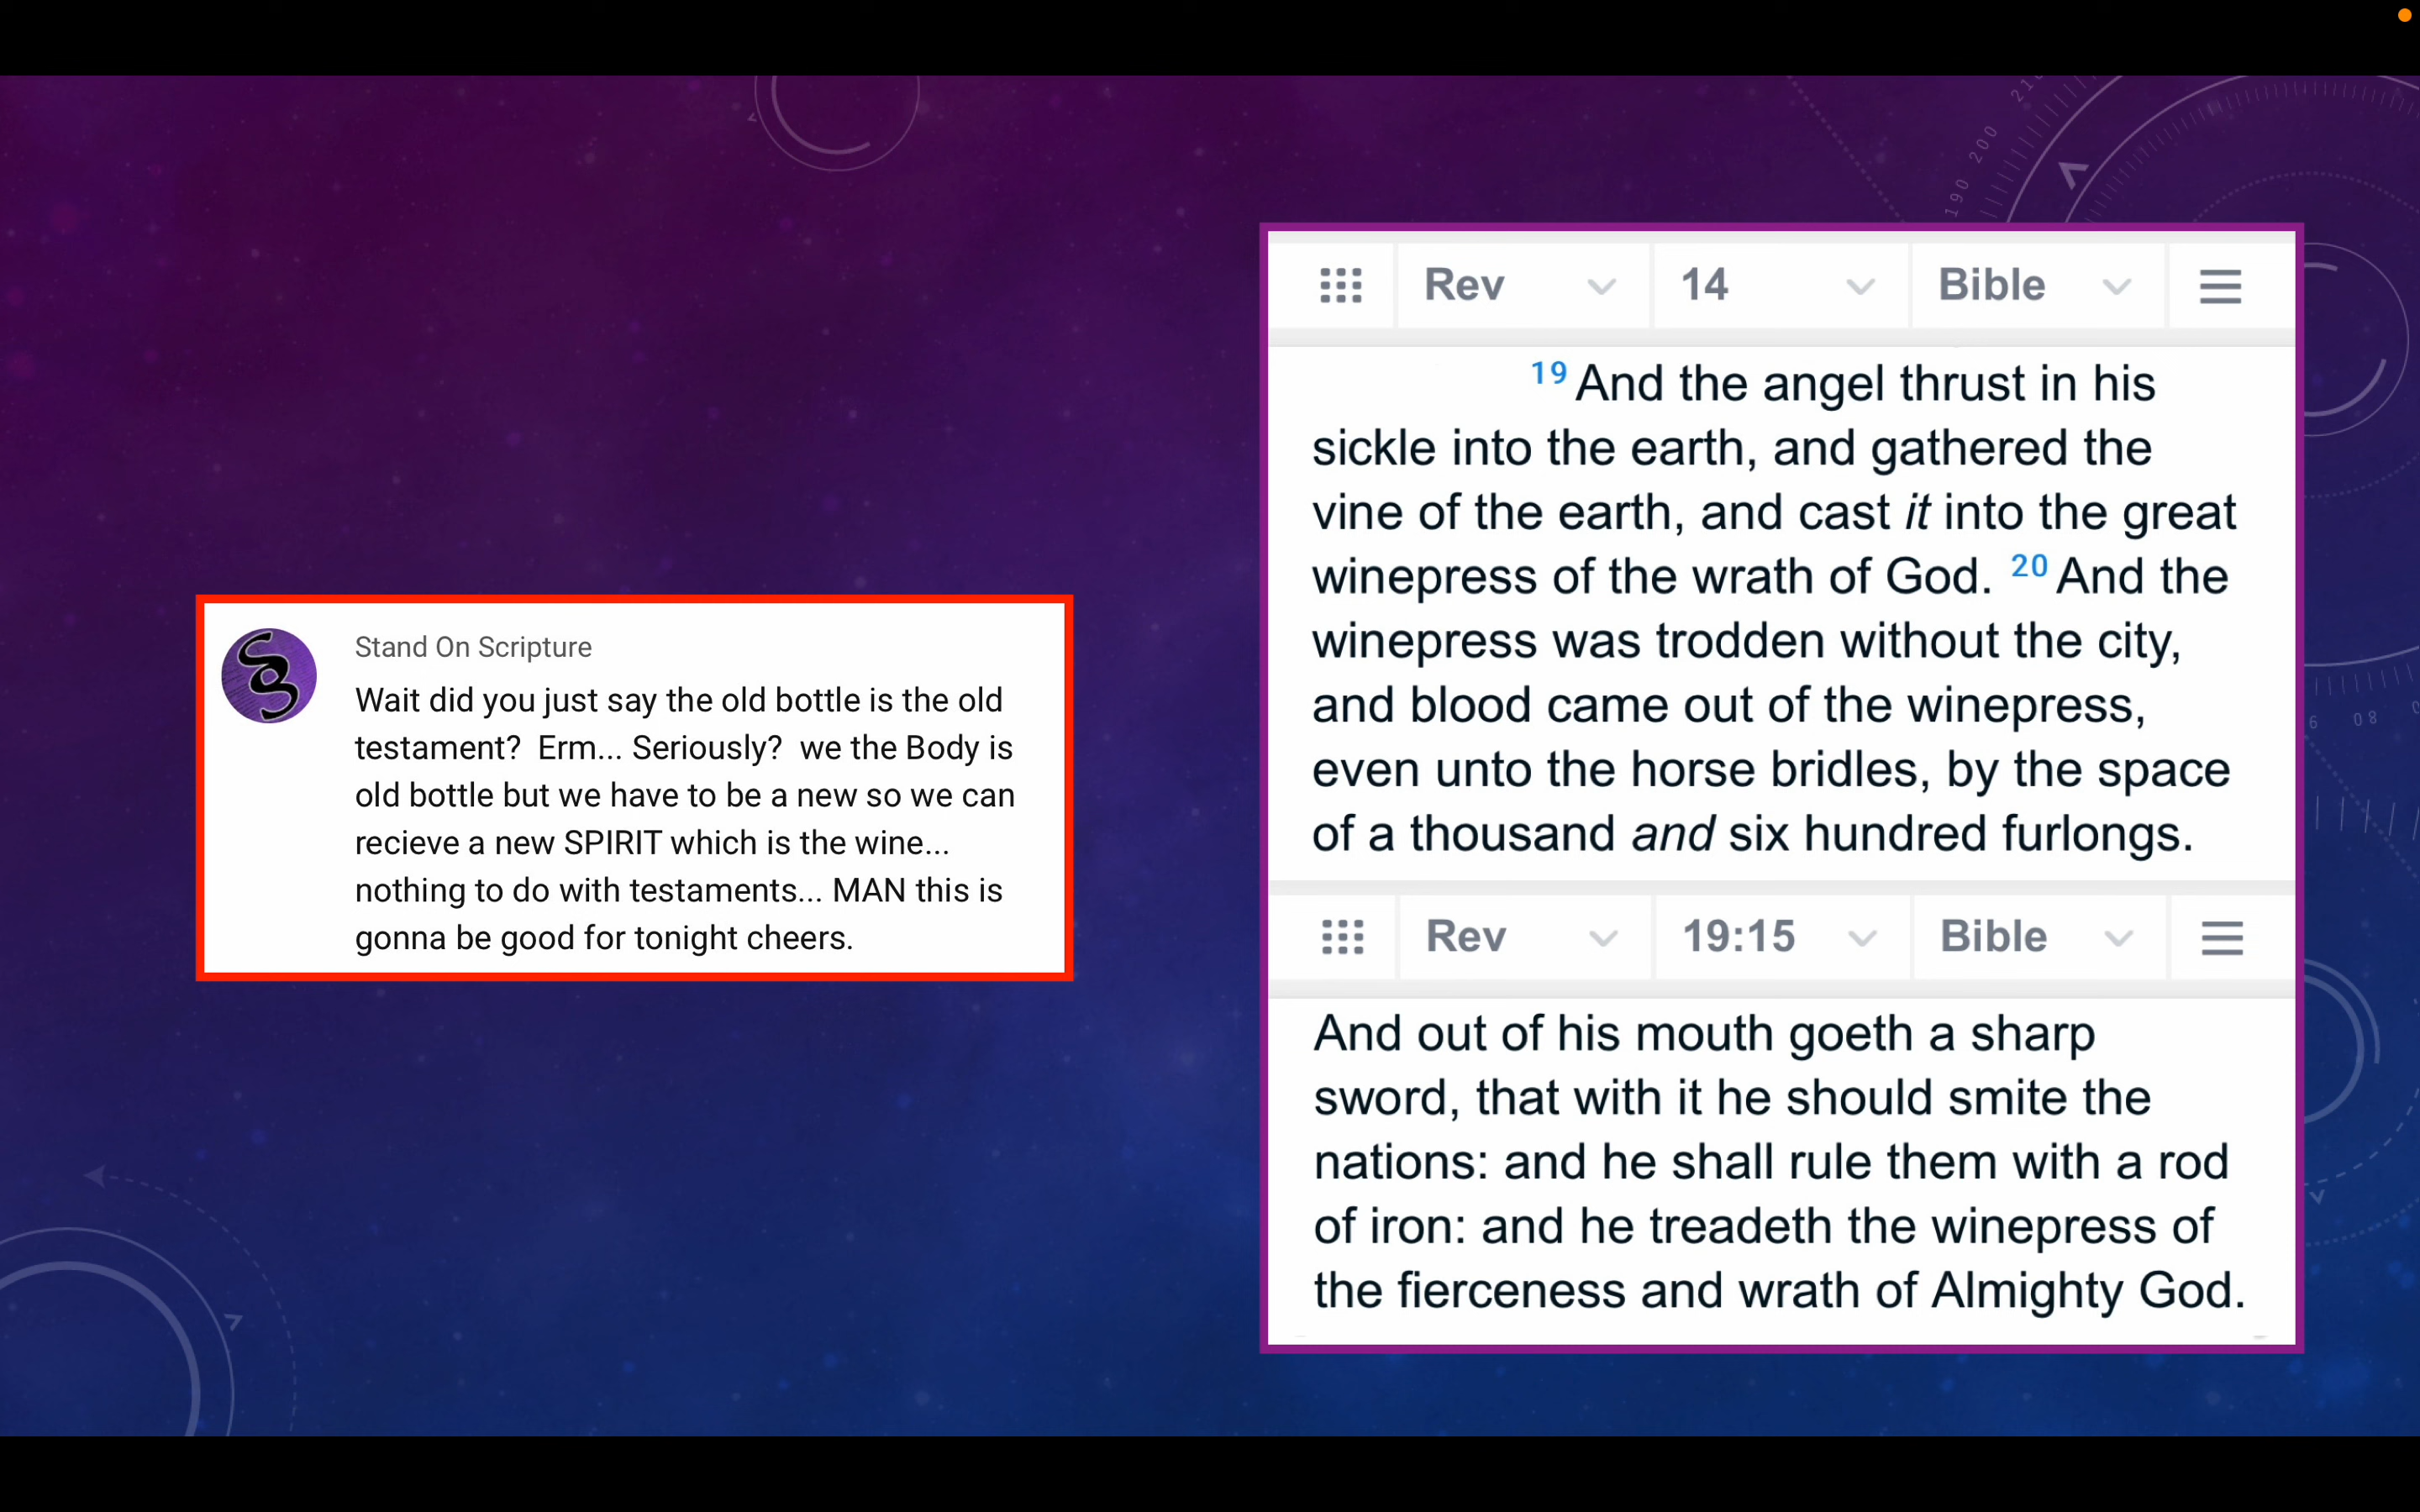 Stand On Scripture
Wait did you just say the old bottle is the old
testament?  Erm... Seriously?  we the Body is
old bottle but we have to be a new so we can
recieve a new SPIRIT which is the wine...
nothing to do with testaments... MAN this is
gonna be good for tonight cheers.
Rev 14 Bible
19 And the angel thrust in his
sickle into the earth, and gathered the
vine of the earth, and cast it into the great
winepress of the wrath of God. 20 And the
winepress was trodden without the city,
and blood came out of the winepress,
even unto the horse bridles, by the space
of a thousand and six hundred furlongs.
Rev 19:15 Bible
And out of his mouth goeth a sharp
sword, that with it he should smite the
nations: and he shall rule them with a rod
of iron: and he treadeth the winepress of
the fierceness and wrath of Almighty God.
190 200
80